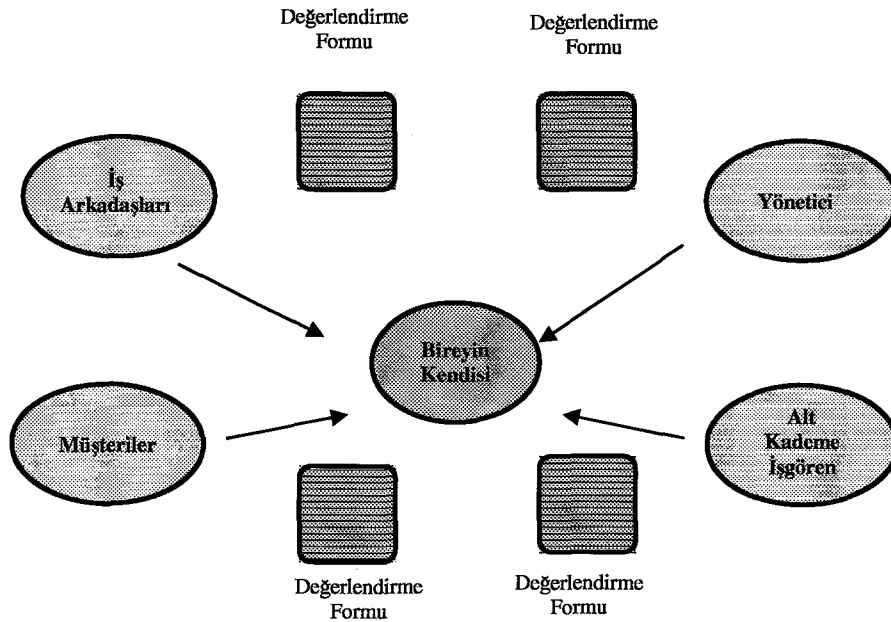 Değerlendirme
Formu
Değerlendirme
Formu
İş
Arkadaşları
Yönetici
Bireyin
Kendisi
Müşteriler
Alt
Kademe
İşgören
Değerlendirme
Formu
Değerlendirme
Formu